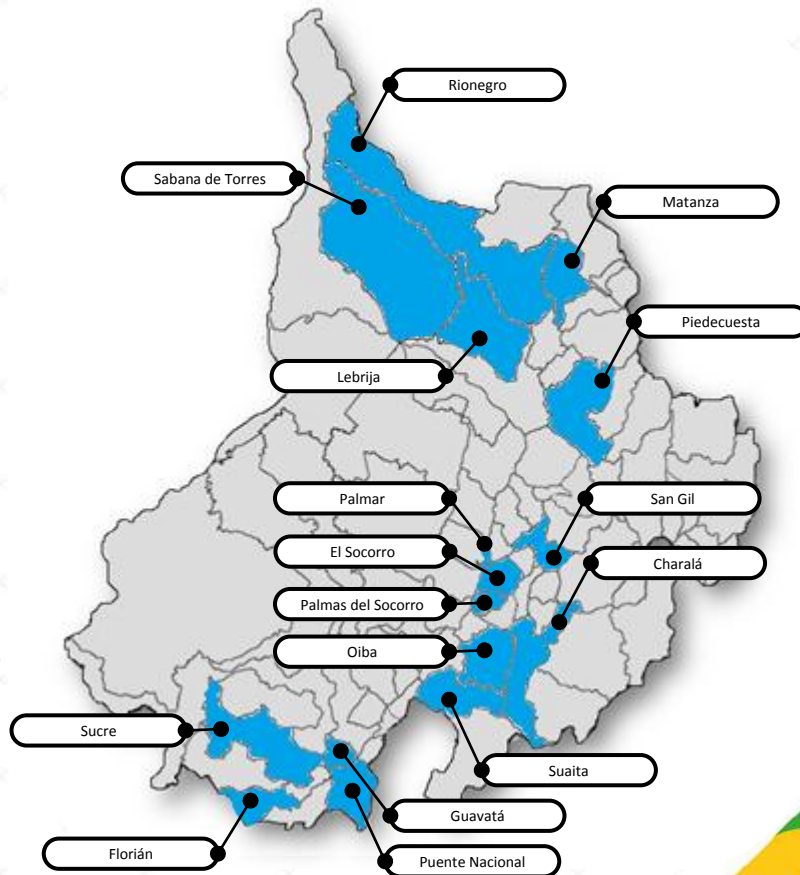 Rionegro
Sabana de Torres
Matanza
Piedecuesta
Lebrija
Palmar
San Gil
El Socorro
Charalá
Palmas del Socorro
Oiba
Sucre
Suaita
Guavatá
Florián
Puente Nacional